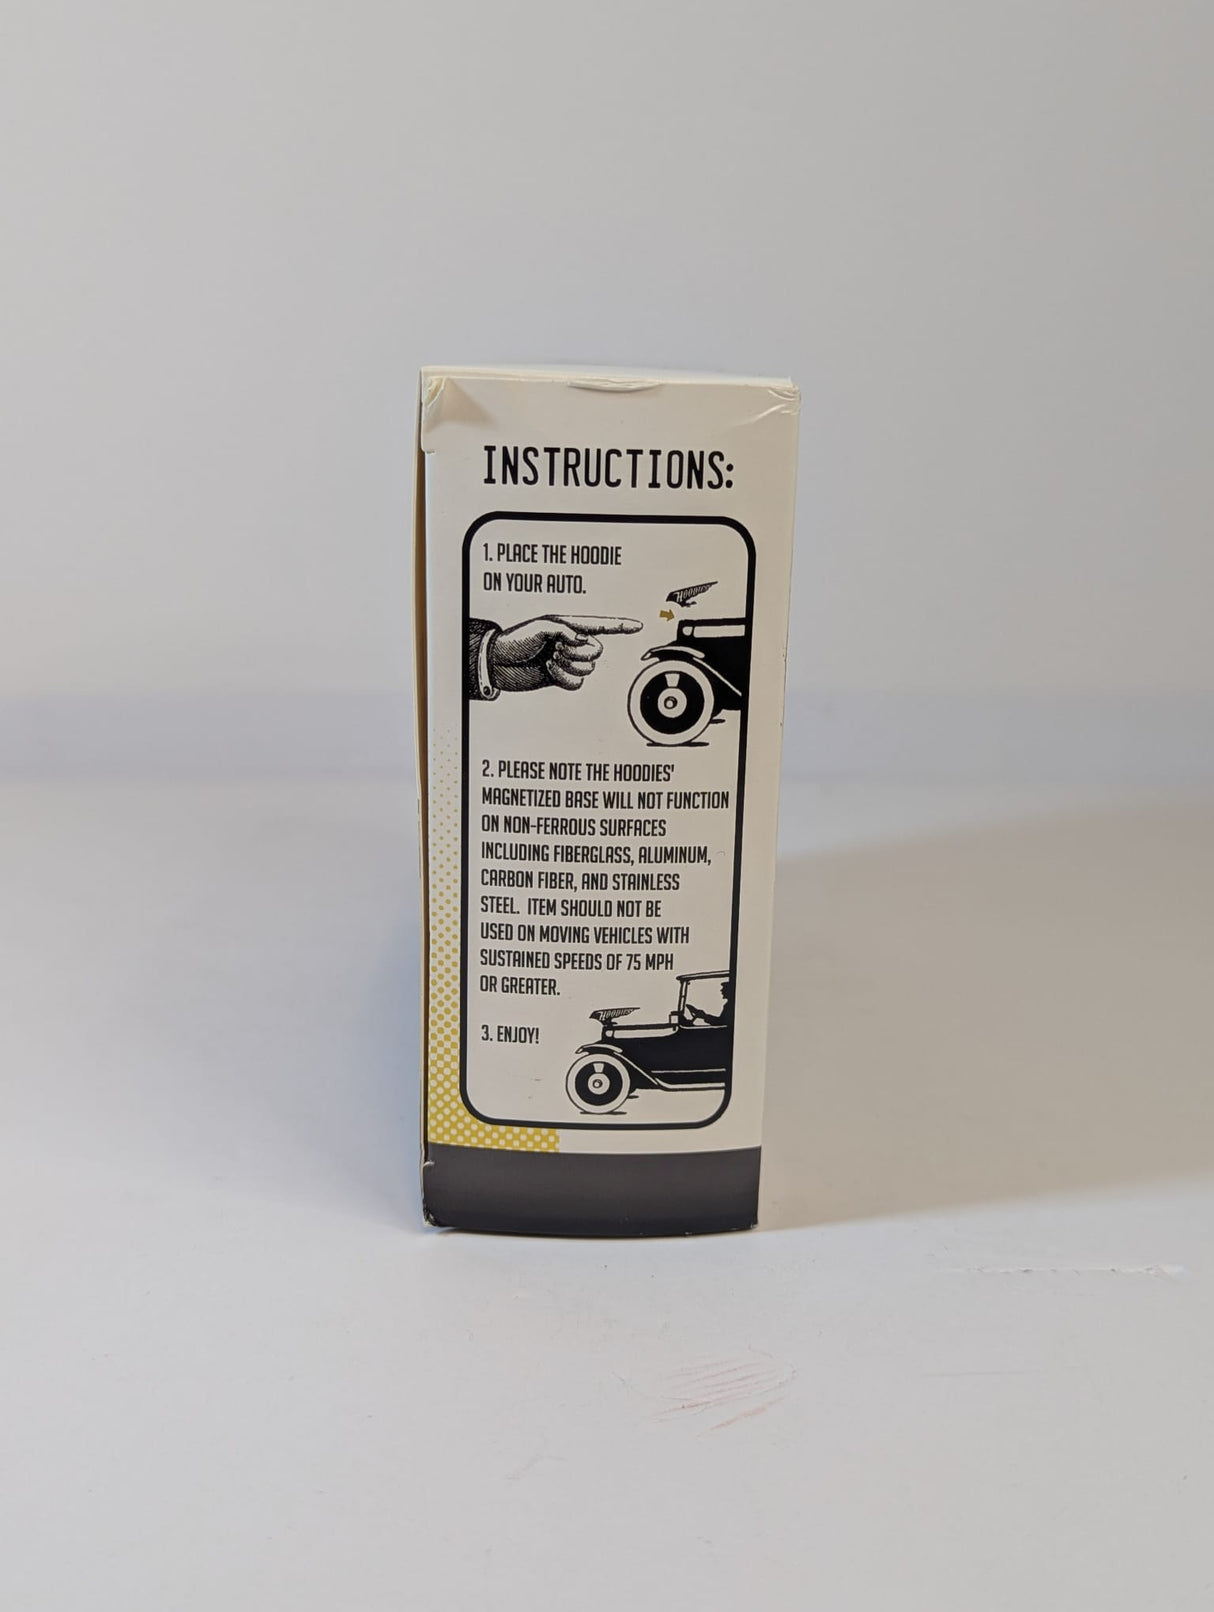 INSTRUCTIONS:
1. PLACE THE HOODIE
ON YOUR AUTO.
HOODIES
2. PLEASE NOTE THE HOODIES'
MAGNETIZED BASE WILL NOT FUNCTION
ON NON-FERROUS SURFACES
INCLUDING FIBERGLASS, ALUMINUM,
CARBON FIBER, AND STAINLESS
STEEL. ITEM SHOULD NOT BE
USED ON MOVING VEHICLES WITH
SUSTAINED SPEEDS OF 75 MPH
OR GREATER.
HOODIES
3. ENJOY!